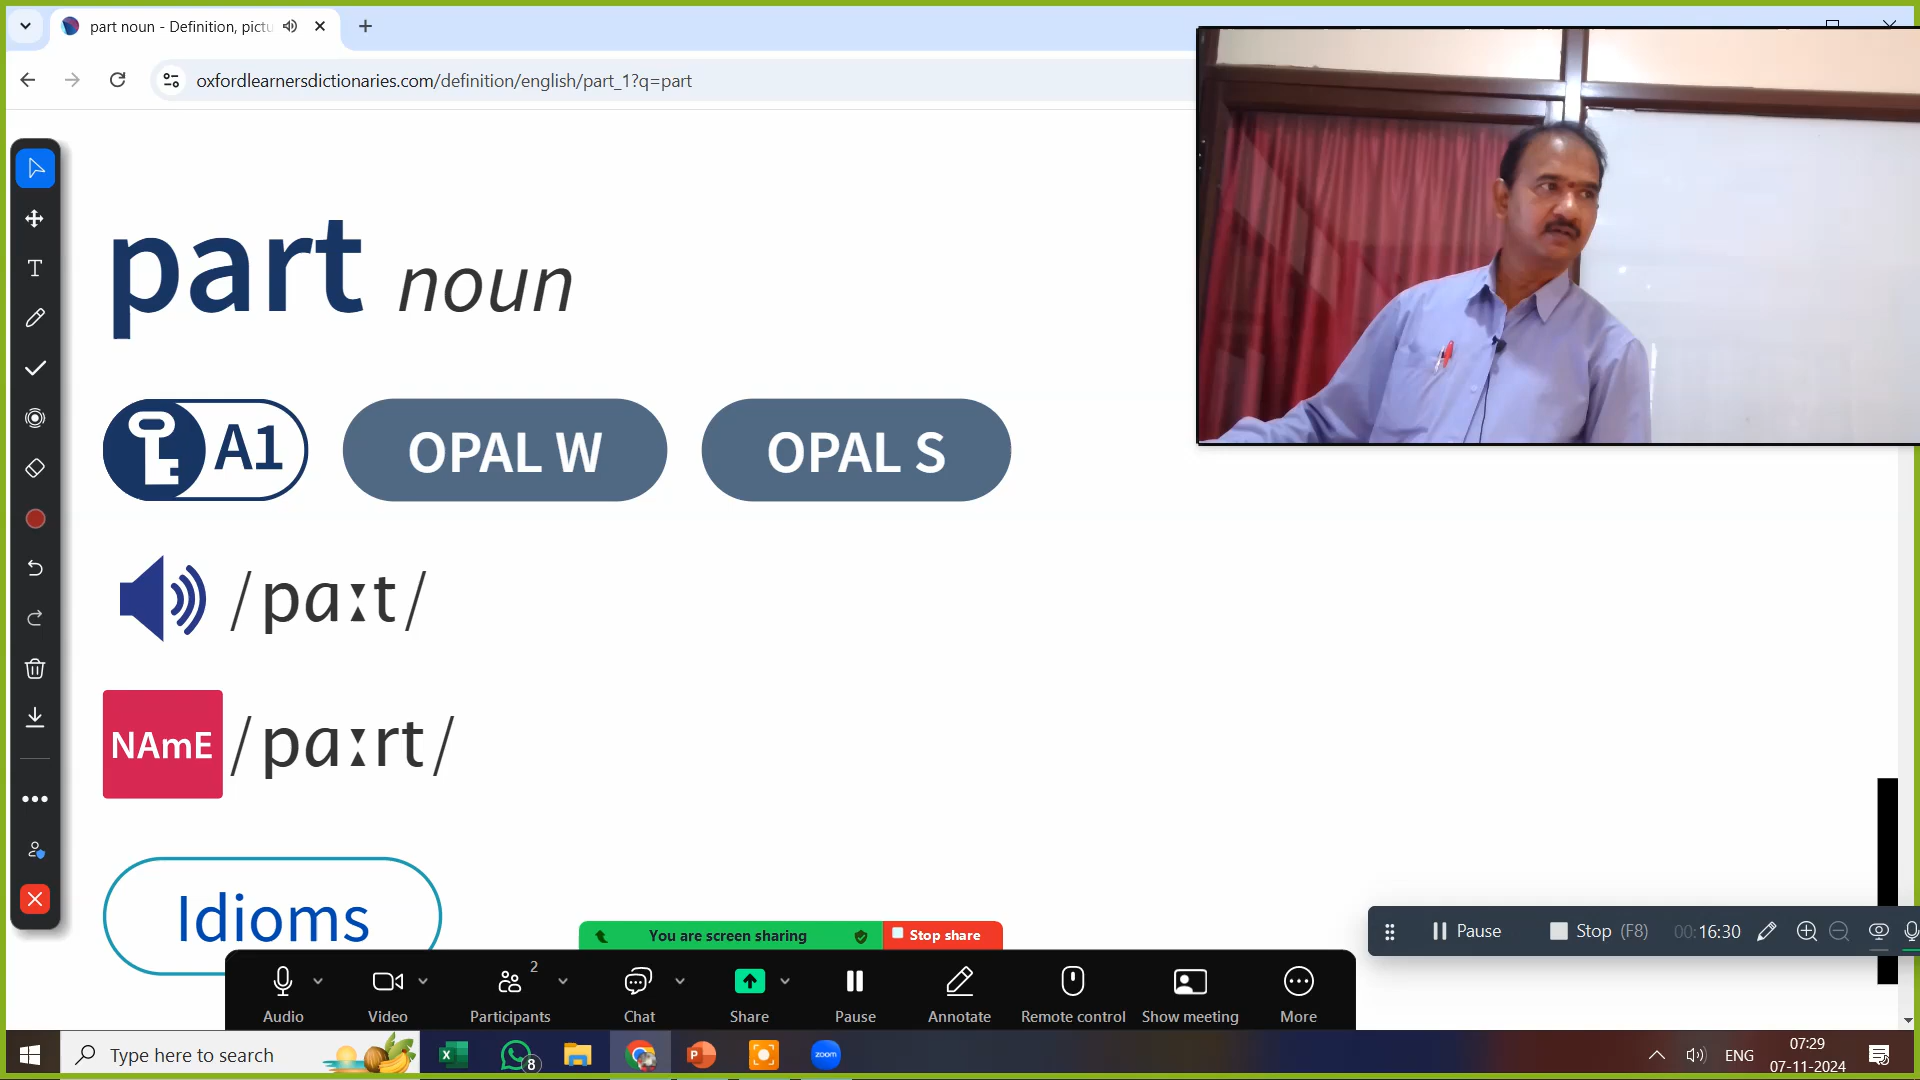 part noun - Definition, pictu
oxfordlearnersdictionaries.com/definition/english/part_1?q=part
T
part noun
A1 OPAL W OPAL S
/pɑːt/
NAmE /pɑːrt/
Idioms
You are screen sharing Stop share
Pause Stop (F8) 00:16:30
2
Audio Video Participants Chat Share Pause Annotate Remote control Show meeting More
Type here to search
8
P
zoom
ENG
07:29
07-11-2024